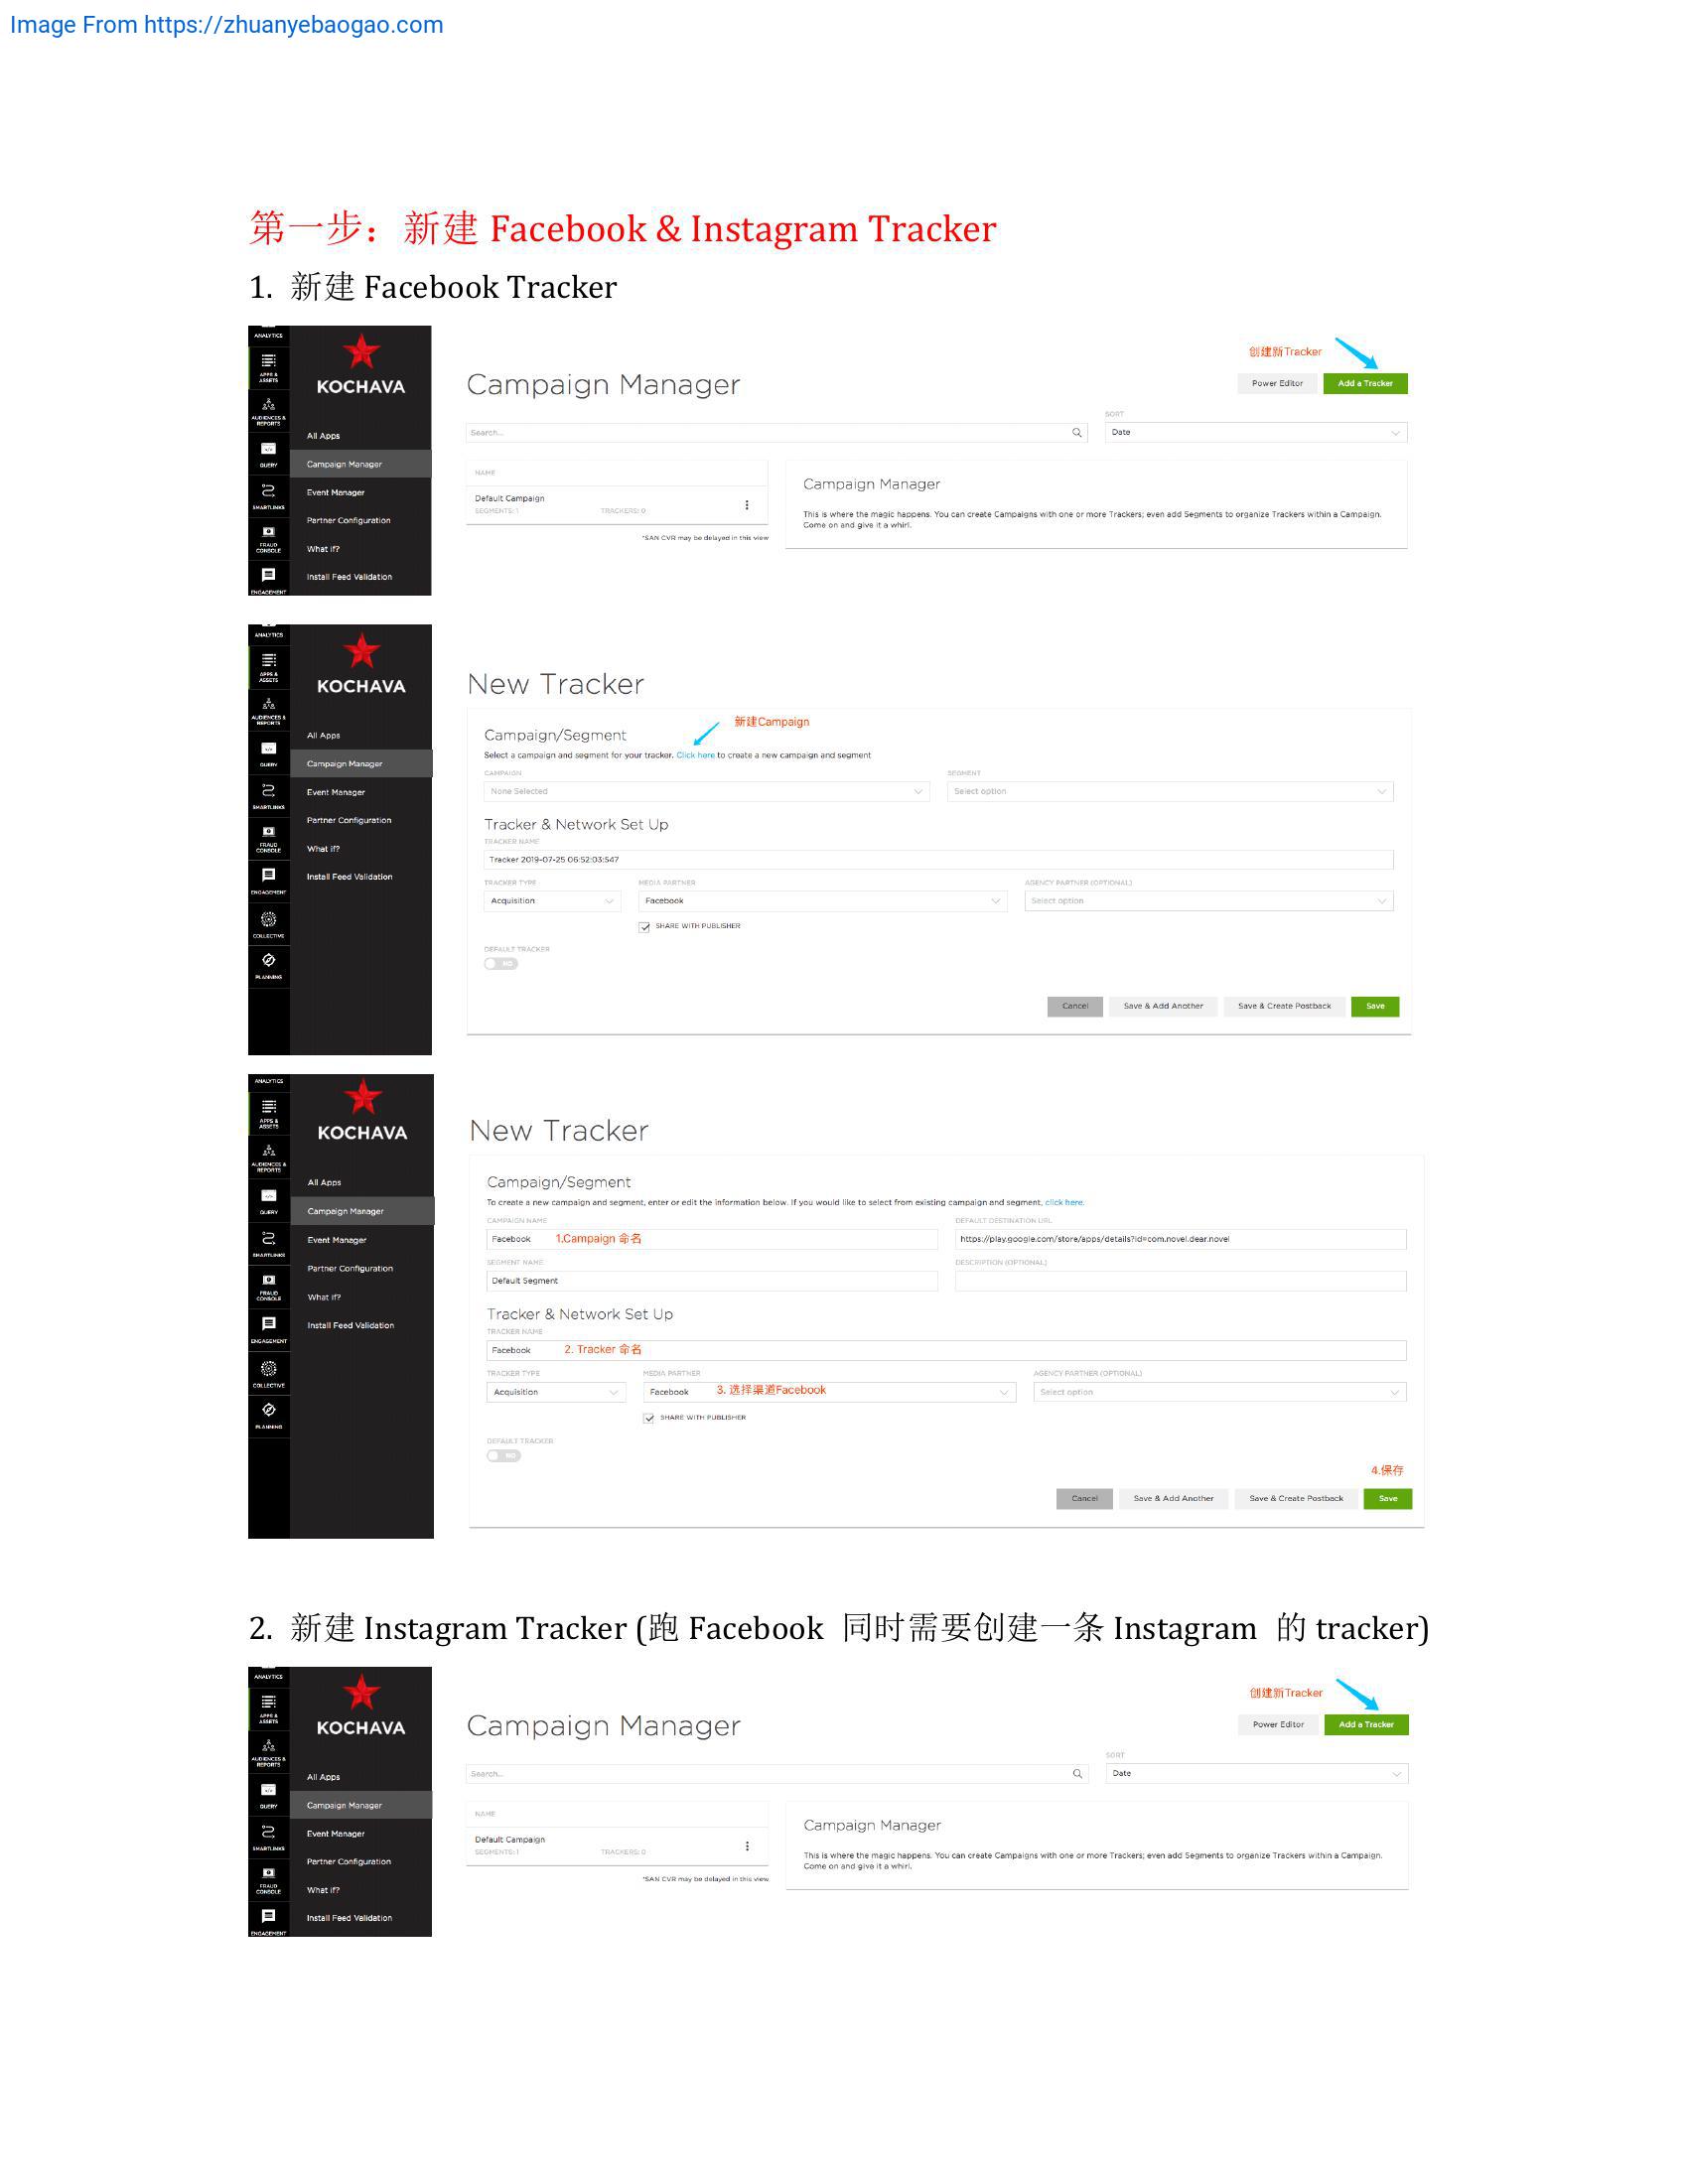 Image From https://zhuanyebaogao.com
第一步：新建 Facebook & Instagram Tracker
1. 新建 Facebook Tracker
ANALYTICS
APPS & ASSETS
AUDIENCES & REPORTS
QUERY
SMARTLINKS
FRAUD CONSOLE
ENGAGEMENT
KOCHAVA
All Apps
Campaign Manager
Event Manager
Partner Configuration
What if?
Install Feed Validation
创建新Tracker
Campaign Manager
Power Editor
Add a Tracker
SORT
Search...
Date
NAME
Default Campaign
SEGMENTS: 1 TRACKERS: 0
*SAN CVR may be delayed in this view
Campaign Manager
This is where the magic happens. You can create Campaigns with one or more Trackers; even add Segments to organize Trackers within a Campaign.
Come on and give it a whirl.
ANALYTICS
APPS & ASSETS
AUDIENCES & REPORTS
QUERY
SMARTLINKS
FRAUD CONSOLE
ENGAGEMENT
COLLECTIVE
PLANNING
KOCHAVA
All Apps
Campaign Manager
Event Manager
Partner Configuration
What if?
Install Feed Validation
New Tracker
新建Campaign
Campaign/Segment
Select a campaign and segment for your tracker. Click here to create a new campaign and segment
CAMPAIGN SEGMENT
None Selected Select option
Tracker & Network Set Up
TRACKER NAME
Tracker 2019-07-25 06:52:03:547
TRACKER TYPE MEDIA PARTNER AGENCY PARTNER (OPTIONAL)
Acquisition Facebook Select option
SHARE WITH PUBLISHER
DEFAULT TRACKER
NO
Cancel Save & Add Another Save & Create Postback Save
ANALYTICS
APPS & ASSETS
AUDIENCES & REPORTS
QUERY
SMARTLINKS
FRAUD CONSOLE
ENGAGEMENT
COLLECTIVE
PLANNING
KOCHAVA
All Apps
Campaign Manager
Event Manager
Partner Configuration
What if?
Install Feed Validation
New Tracker
Campaign/Segment
To create a new campaign and segment, enter or edit the information below. If you would like to select from existing campaign and segment, click here.
CAMPAIGN NAME DEFAULT DESTINATION URL
Facebook 1.Campaign 命名 https://play.google.com/store/apps/details?id=com.novel.dear.novel
SEGMENT NAME DESCRIPTION (OPTIONAL)
Default Segment
Tracker & Network Set Up
TRACKER NAME
Facebook 2. Tracker 命名
TRACKER TYPE MEDIA PARTNER AGENCY PARTNER (OPTIONAL)
Acquisition Facebook 3. 选择渠道Facebook Select option
SHARE WITH PUBLISHER
DEFAULT TRACKER
NO
4.保存
Cancel Save & Add Another Save & Create Postback Save
2. 新建 Instagram Tracker (跑 Facebook 同时需要创建一条 Instagram 的 tracker)
ANALYTICS
APPS & ASSETS
AUDIENCES & REPORTS
QUERY
SMARTLINKS
FRAUD CONSOLE
ENGAGEMENT
KOCHAVA
All Apps
Campaign Manager
Event Manager
Partner Configuration
What if?
Install Feed Validation
创建新Tracker
Campaign Manager
Power Editor
Add a Tracker
SORT
Search...
Date
NAME
Default Campaign
SEGMENTS: 1 TRACKERS: 0
*SAN CVR may be delayed in this view
Campaign Manager
This is where the magic happens. You can create Campaigns with one or more Trackers; even add Segments to organize Trackers within a Campaign.
Come on and give it a whirl.